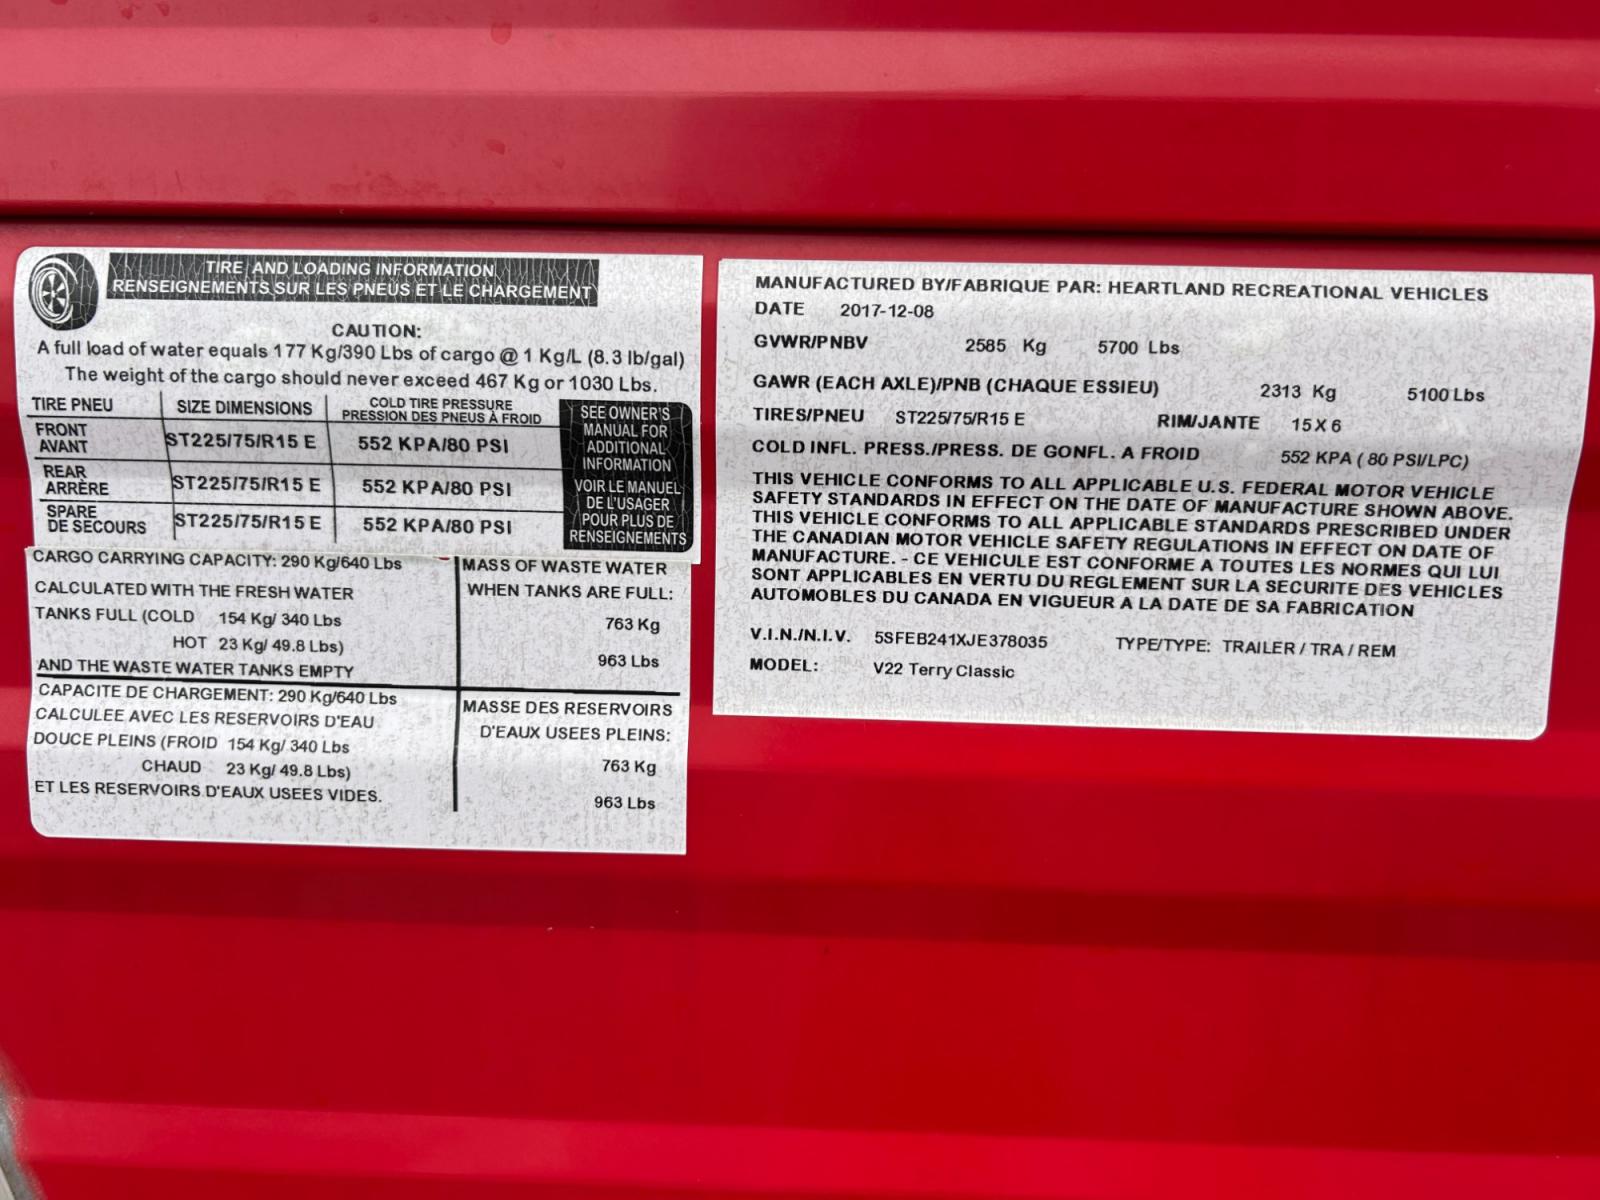 TIRE AND LOADING INFORMATION
RENSEIGNEMENTS SUR LES PNEUS ET LE CHARGEMENT
CAUTION:
A full load of water equals 177 Kg/390 Lbs of cargo @ 1 Kg/L (8.3 lb/gal)
The weight of the cargo should never exceed 467 Kg or 1030 Lbs.
TIRE PNEU SIZE DIMENSIONS COLD TIRE PRESSURE
PRESSION DES PNEUS À FROID
FRONT
AVANT ST225/75/R15 E 552 KPA/80 PSI
REAR
ARRÈRE ST225/75/R15 E 552 KPA/80 PSI
SPARE
DE SECOURS ST225/75/R15 E 552 KPA/80 PSI
SEE OWNER'S
MANUAL FOR
ADDITIONAL
INFORMATION
VOIR LE MANUEL
DE L'USAGER
POUR PLUS DE
RENSEIGNEMENTS
CARGO CARRYING CAPACITY: 290 Kg/640 Lbs
CALCULATED WITH THE FRESH WATER
TANKS FULL (COLD 154 Kg/ 340 Lbs
HOT 23 Kg/ 49.8 Lbs)
AND THE WASTE WATER TANKS EMPTY
MASS OF WASTE WATER
WHEN TANKS ARE FULL:
763 Kg
963 Lbs
CAPACITE DE CHARGEMENT: 290 Kg/640 Lbs
CALCULEE AVEC LES RESERVOIRS D'EAU
DOUCE PLEINS (FROID 154 Kg/ 340 Lbs
CHAUD 23 Kg/ 49.8 Lbs)
ET LES RESERVOIRS D'EAUX USEES VIDES.
MASSE DES RESERVOIRS
D'EAUX USEES PLEINS:
763 Kg
963 Lbs
MANUFACTURED BY/FABRIQUE PAR: HEARTLAND RECREATIONAL VEHICLES
DATE 2017-12-08
GVWR/PNBV 2585 Kg 5700 Lbs
GAWR (EACH AXLE)/PNB (CHAQUE ESSIEU) 2313 Kg 5100 Lbs
TIRES/PNEU ST225/75/R15 E RIM/JANTE 15 X 6
COLD INFL. PRESS./PRESS. DE GONFL. A FROID 552 KPA ( 80 PSI/LPC)
THIS VEHICLE CONFORMS TO ALL APPLICABLE U.S. FEDERAL MOTOR VEHICLE
SAFETY STANDARDS IN EFFECT ON THE DATE OF MANUFACTURE SHOWN ABOVE.
THIS VEHICLE CONFORMS TO ALL APPLICABLE STANDARDS PRESCRIBED UNDER
THE CANADIAN MOTOR VEHICLE SAFETY REGULATIONS IN EFFECT ON DATE OF
MANUFACTURE. - CE VEHICULE EST CONFORME A TOUTES LES NORMES QUI LUI
SONT APPLICABLES EN VERTU DU REGLEMENT SUR LA SECURITE DES VEHICLES
AUTOMOBLES DU CANADA EN VIGUEUR A LA DATE DE SA FABRICATION
V.I.N./N.I.V. 5SFEB241XJE378035 TYPE/TYPE: TRAILER / TRA / REM
MODEL: V22 Terry Classic